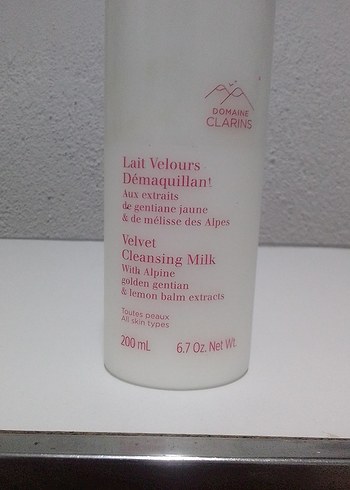 DOMAINE
CLARINS
Lait Velours
Démaquillant
Aux extraits
de gentiane jaune
& de mélisse des Alpes
Velvet
Cleansing Milk
With Alpine
golden gentian
& lemon balm extracts
Toutes peaux
All skin types
200 mL 6.7 Oz. Net Wt.